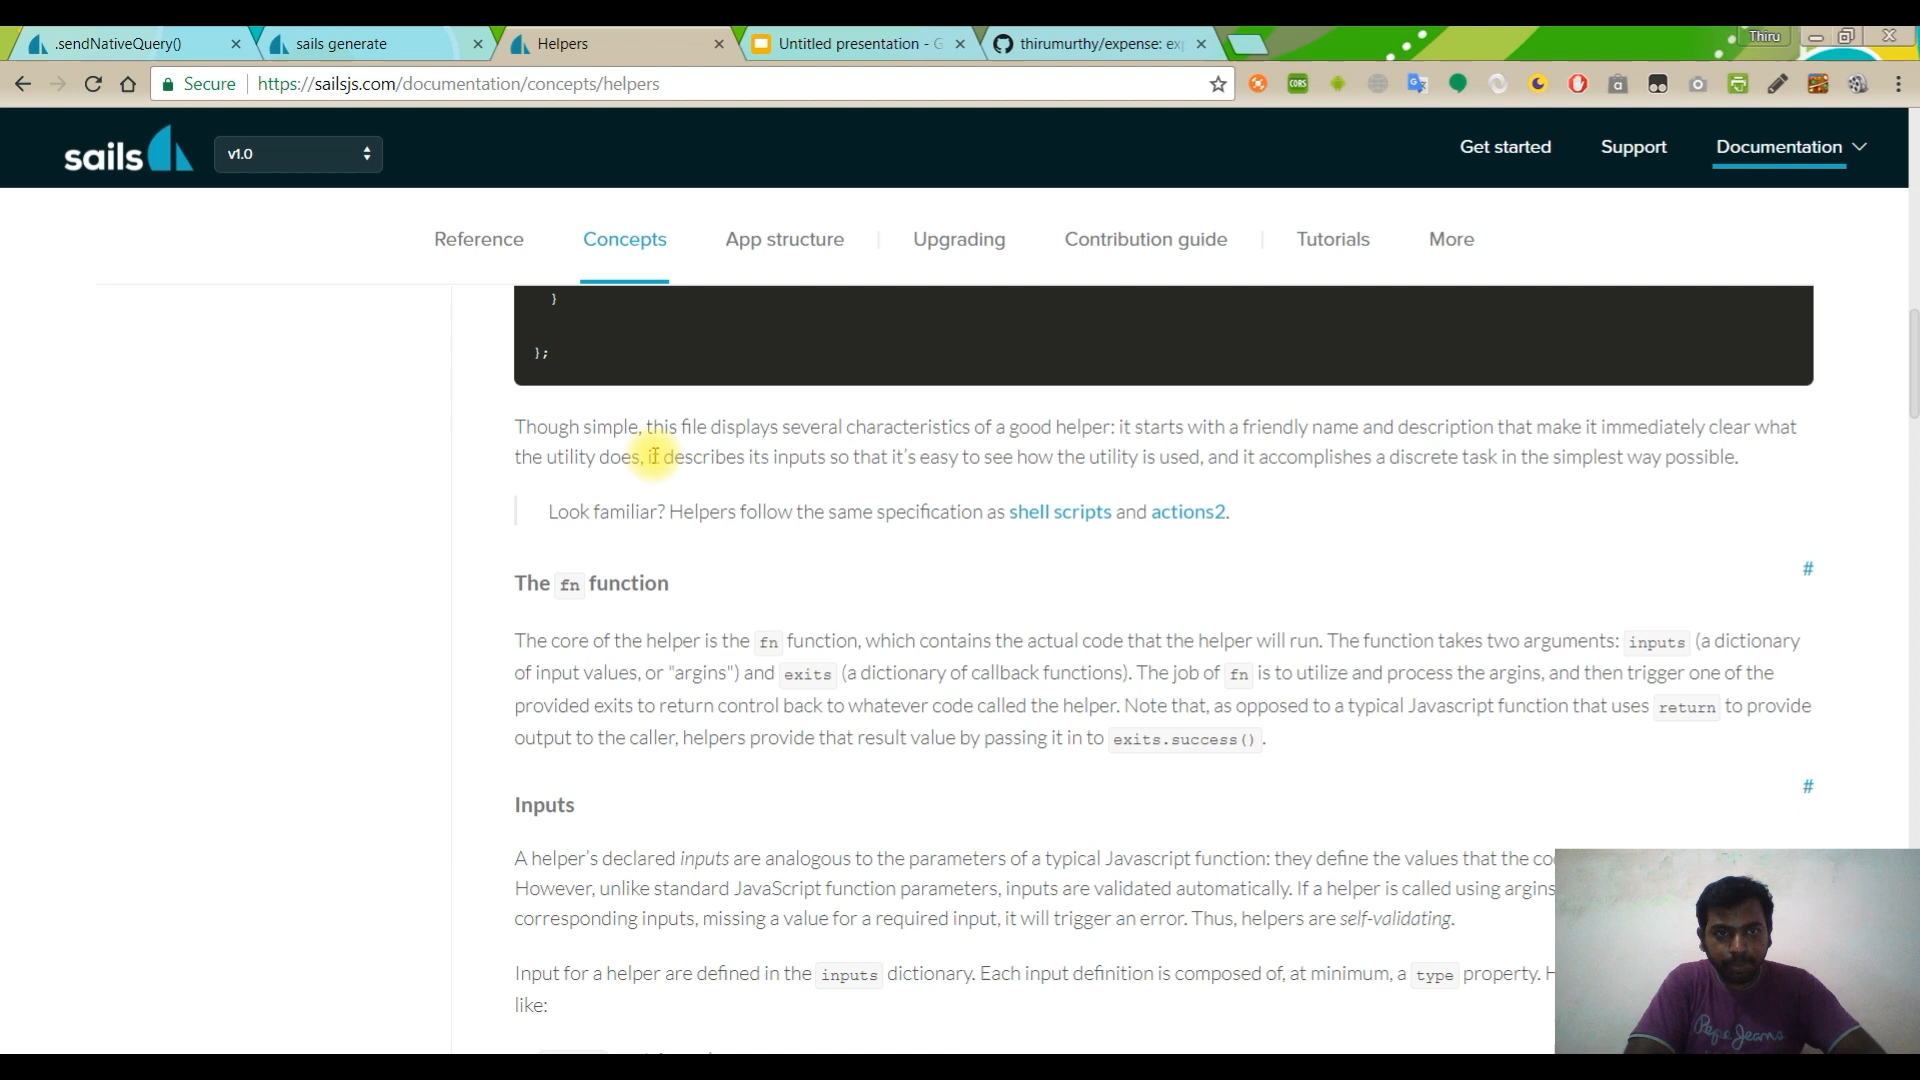 .sendNativeQuery()
sails generate
Helpers
Untitled presentation - G
thirumurthy/expense: exp
Thiru
Secure
https://sailsjs.com/documentation/concepts/helpers
CORS
sails
v1.0
Get started
Support
Documentation
Reference
Concepts
App structure
Upgrading
Contribution guide
Tutorials
More
}
};
Though simple, this file displays several characteristics of a good helper: it starts with a friendly name and description that make it immediately clear what
the utility does, it describes its inputs so that it's easy to see how the utility is used, and it accomplishes a discrete task in the simplest way possible.
Look familiar? Helpers follow the same specification as shell scripts and actions2.
The fn function
#
The core of the helper is the fn function, which contains the actual code that the helper will run. The function takes two arguments: inputs (a dictionary
of input values, or "argins") and exits (a dictionary of callback functions). The job of fn is to utilize and process the argins, and then trigger one of the
provided exits to return control back to whatever code called the helper. Note that, as opposed to a typical Javascript function that uses return to provide
output to the caller, helpers provide that result value by passing it in to exits.success().
#
Inputs
A helper's declared inputs are analogous to the parameters of a typical Javascript function: they define the values that the co
However, unlike standard JavaScript function parameters, inputs are validated automatically. If a helper is called using argins
corresponding inputs, missing a value for a required input, it will trigger an error. Thus, helpers are self-validating.
Input for a helper are defined in the inputs dictionary. Each input definition is composed of, at minimum, a type property. H
like:
Pepe Jeans